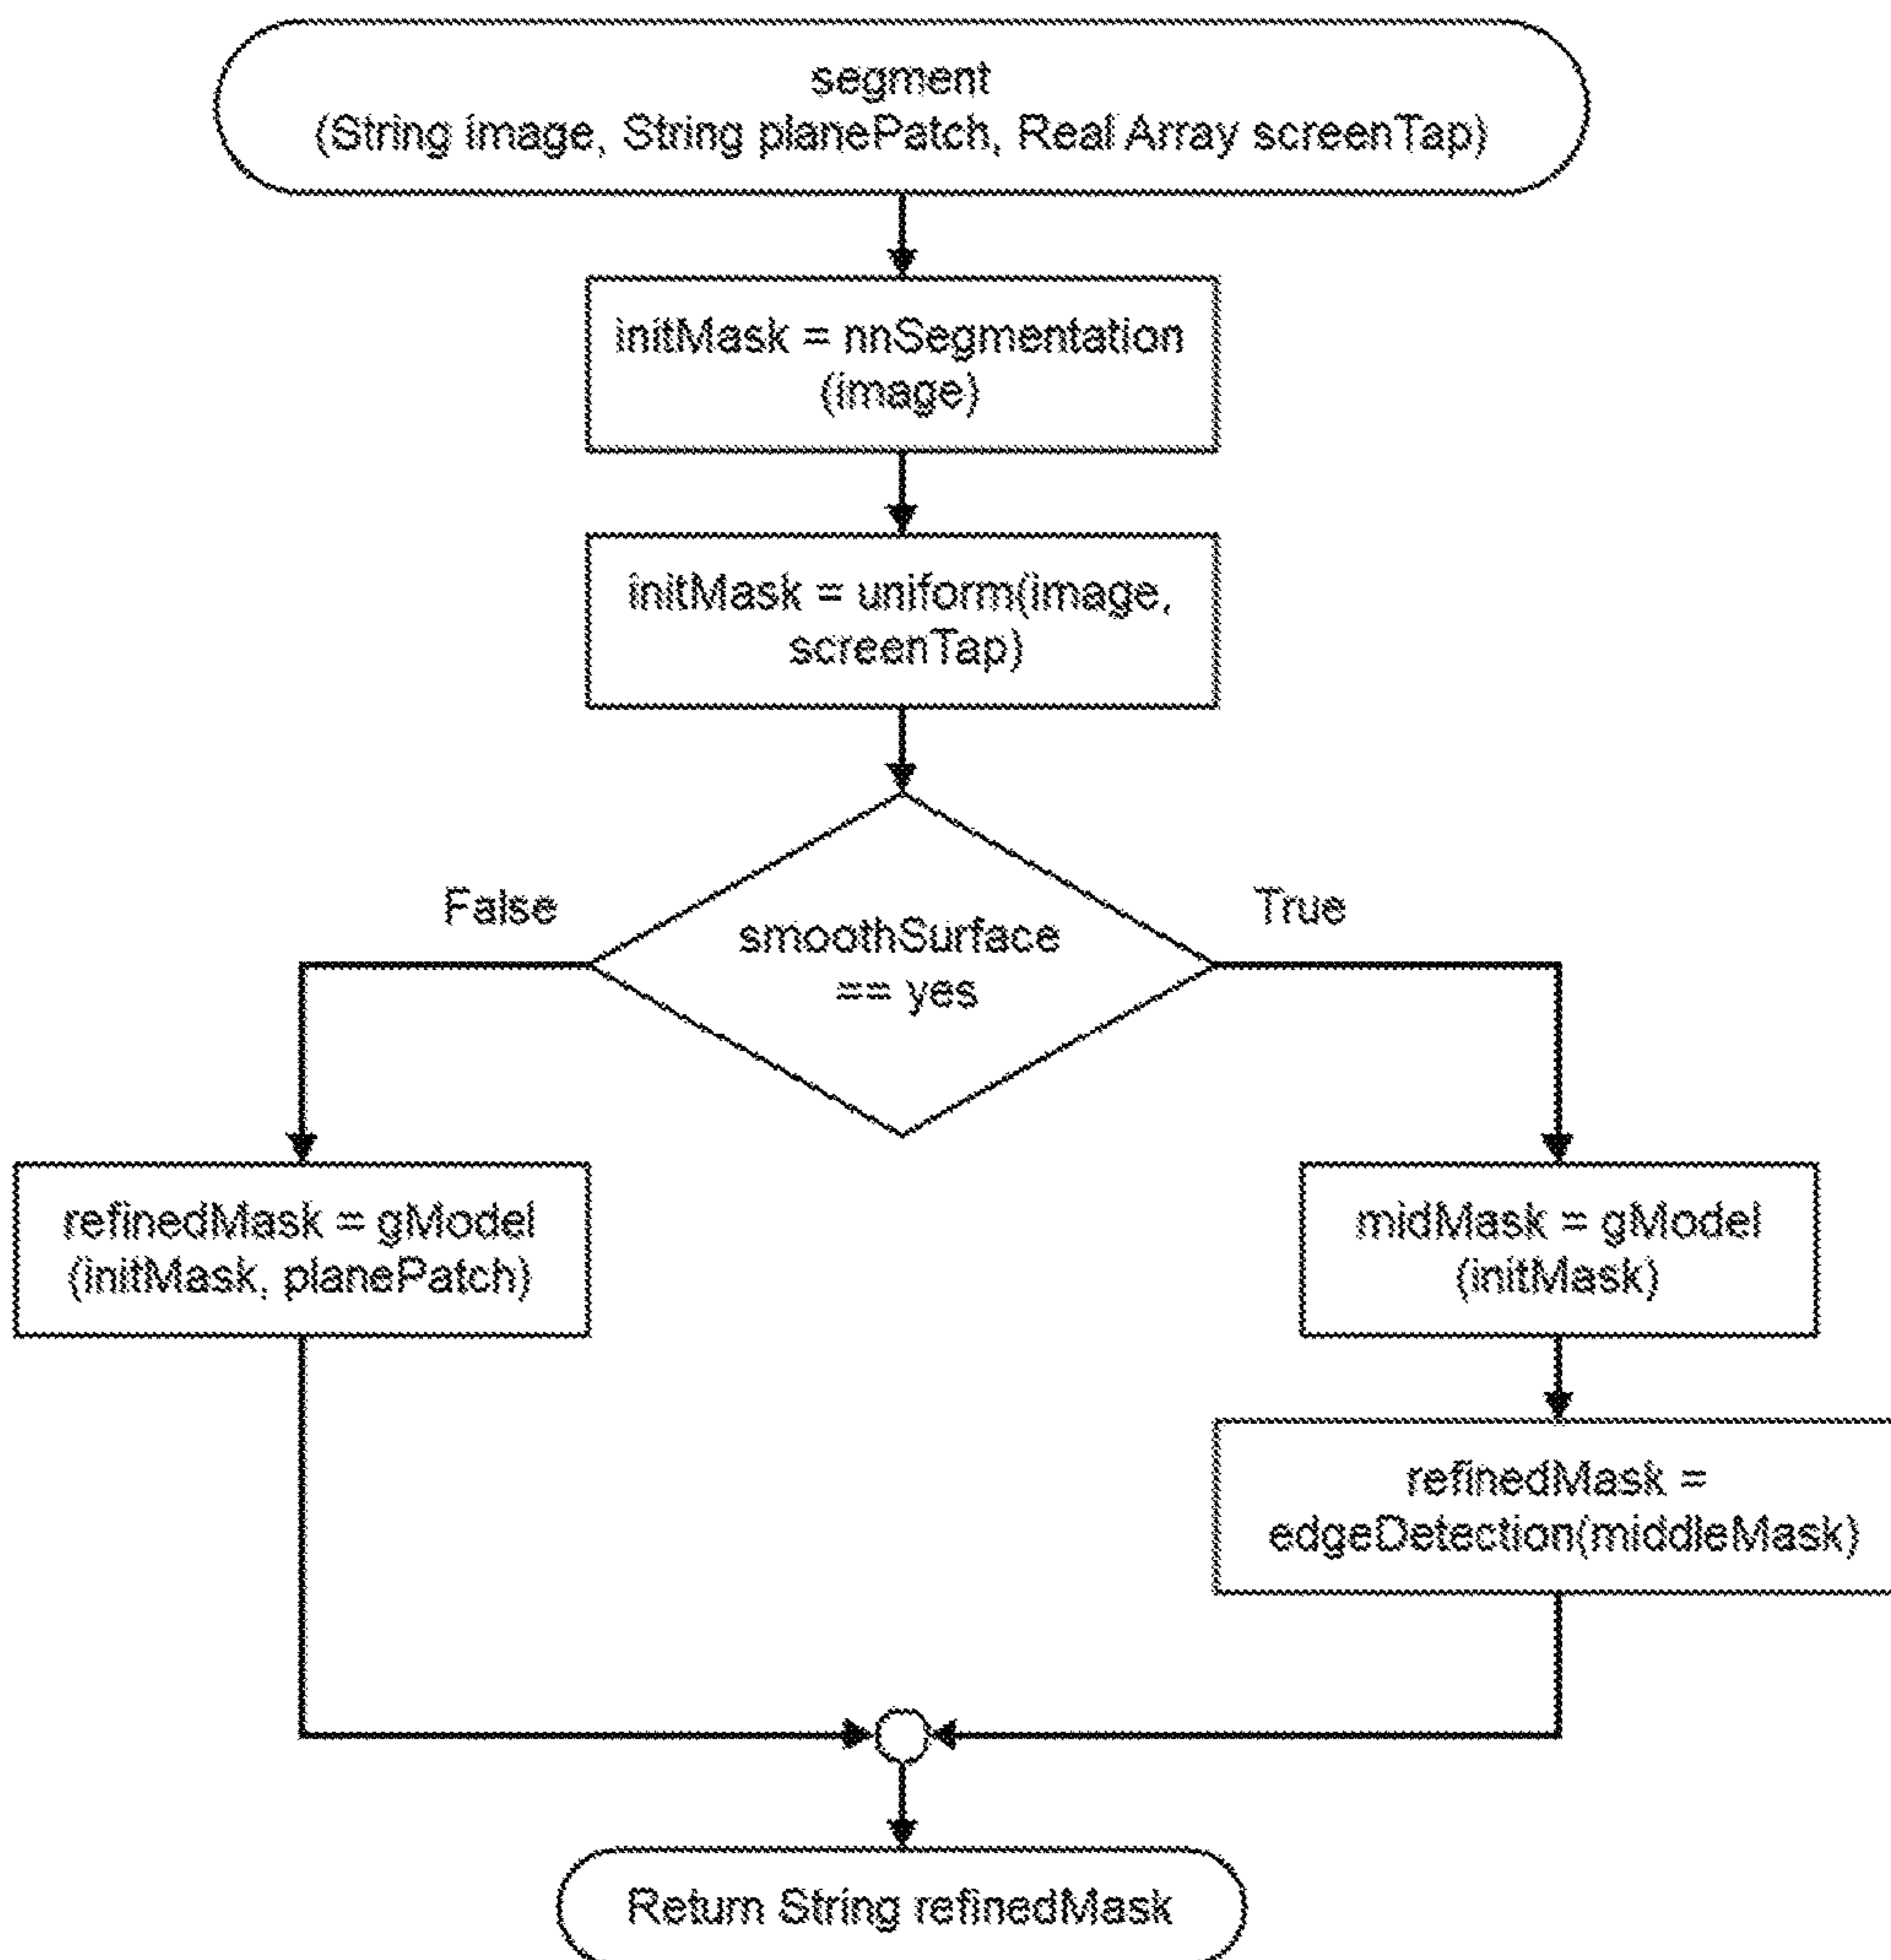 segment
(String image, String planePatch, Real Array screenTap)
initMask = nnSegmentation
(image)
initMask = uniform(image,
screenTap)
False
True
smoothSurface
== yes
refinedMask = gModel
(initMask, planePatch)
midMask = gModel
(initMask)
refinedMask =
edgeDetection(middleMask)
Return String refinedMask